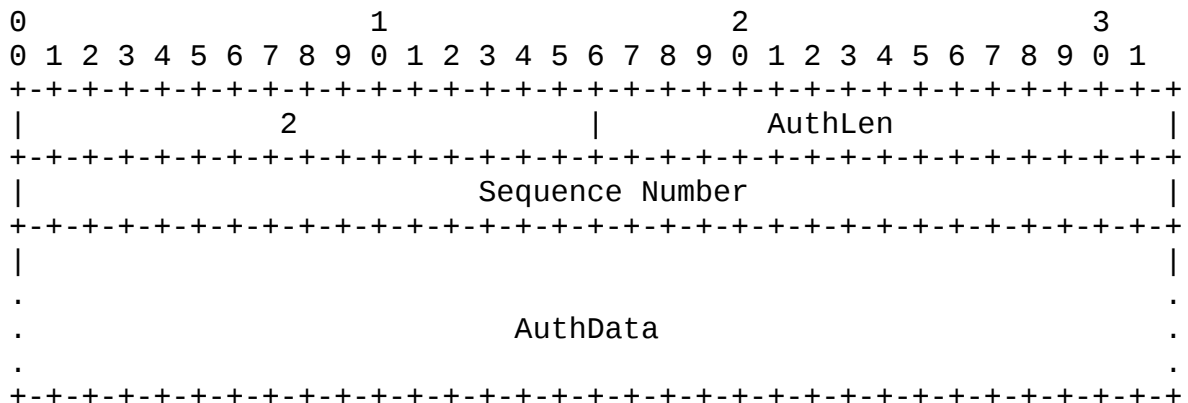 0                   1                   2                   3
0 1 2 3 4 5 6 7 8 9 0 1 2 3 4 5 6 7 8 9 0 1 2 3 4 5 6 7 8 9 0 1
+-+-+-+-+-+-+-+-+-+-+-+-+-+-+-+-+-+-+-+-+-+-+-+-+-+-+-+-+-+-+-+-+
|              2                |         AuthLen               |
+-+-+-+-+-+-+-+-+-+-+-+-+-+-+-+-+-+-+-+-+-+-+-+-+-+-+-+-+-+-+-+-+
|                         Sequence Number                       |
+-+-+-+-+-+-+-+-+-+-+-+-+-+-+-+-+-+-+-+-+-+-+-+-+-+-+-+-+-+-+-+-+
|                                                               |
.                                                               .
.                           AuthData                            .
.                                                               .
+-+-+-+-+-+-+-+-+-+-+-+-+-+-+-+-+-+-+-+-+-+-+-+-+-+-+-+-+-+-+-+-+